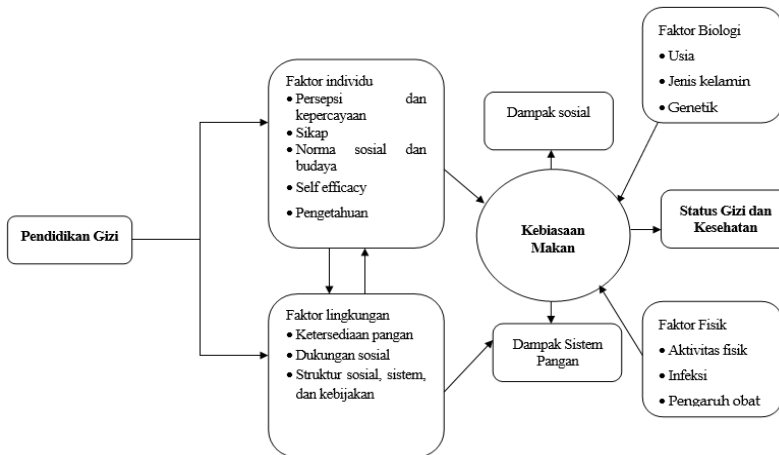 Faktor individu
• Persepsi dan
kepercayaan
• Sikap
• Norma sosial dan
budaya
• Self efficacy
• Pengetahuan
Pendidikan Gizi
Faktor lingkungan
• Ketersediaan pangan
• Dukungan sosial
• Struktur sosial, sistem,
dan kebijakan
Dampak sosial
Kebiasaan
Makan
Dampak Sistem
Pangan
Faktor Biologi
• Usia
• Jenis kelamin
• Genetik
Status Gizi dan
Kesehatan
Faktor Fisik
• Aktivitas fisik
• Infeksi
• Pengaruh obat